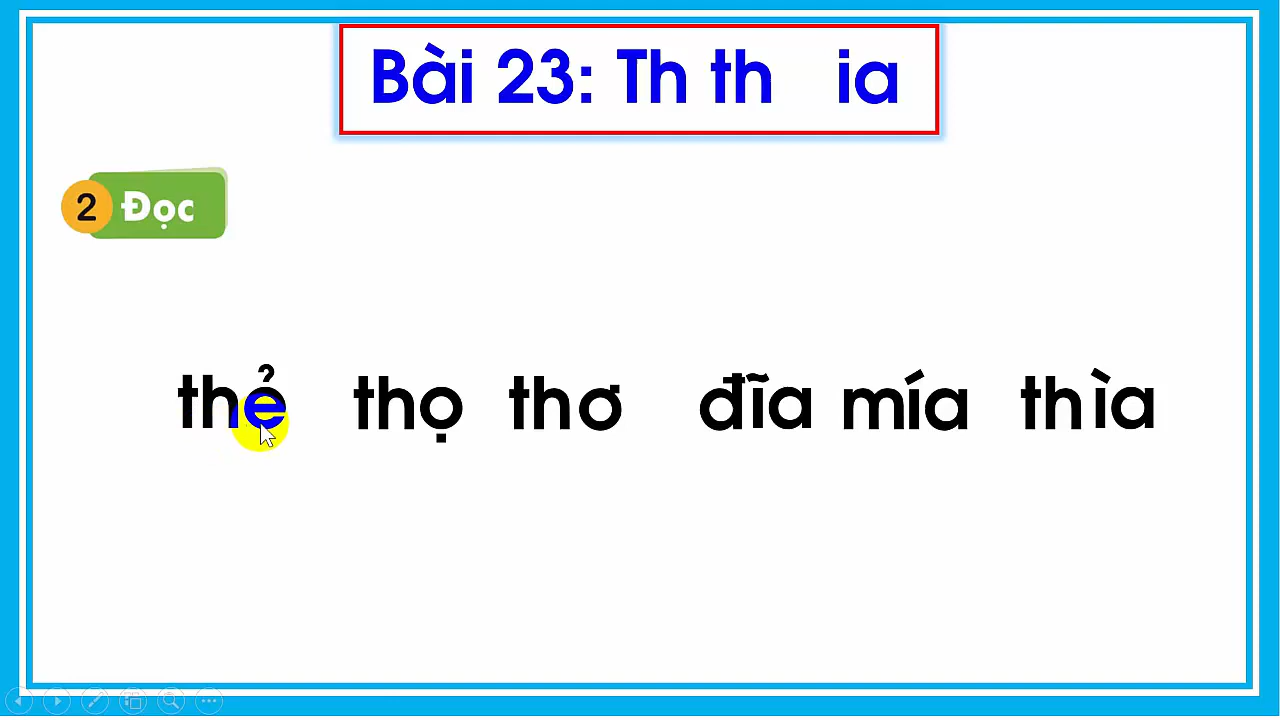 Bài 23: Th th ia
2 Đọc
thẻ thọ thơ đĩa mía thìa